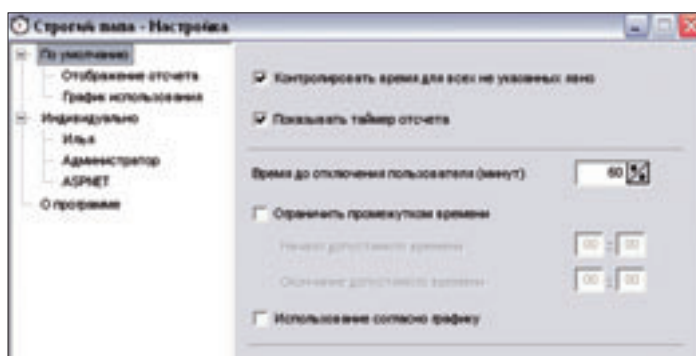 Строгий папа - Настройка
По умолчанию
Отображение отсчета
График использования
Индивидуально
Илья
Администратор
ASPNET
О программе
Контролировать время для всех не указанных явно
Показывать таймер отсчета
Время до отключения пользователя (минут) 60
Ограничить промежутком времени
Начало допустимого времени 00 : 00
Окончание допустимого времени 00 : 00
Использование согласно графику